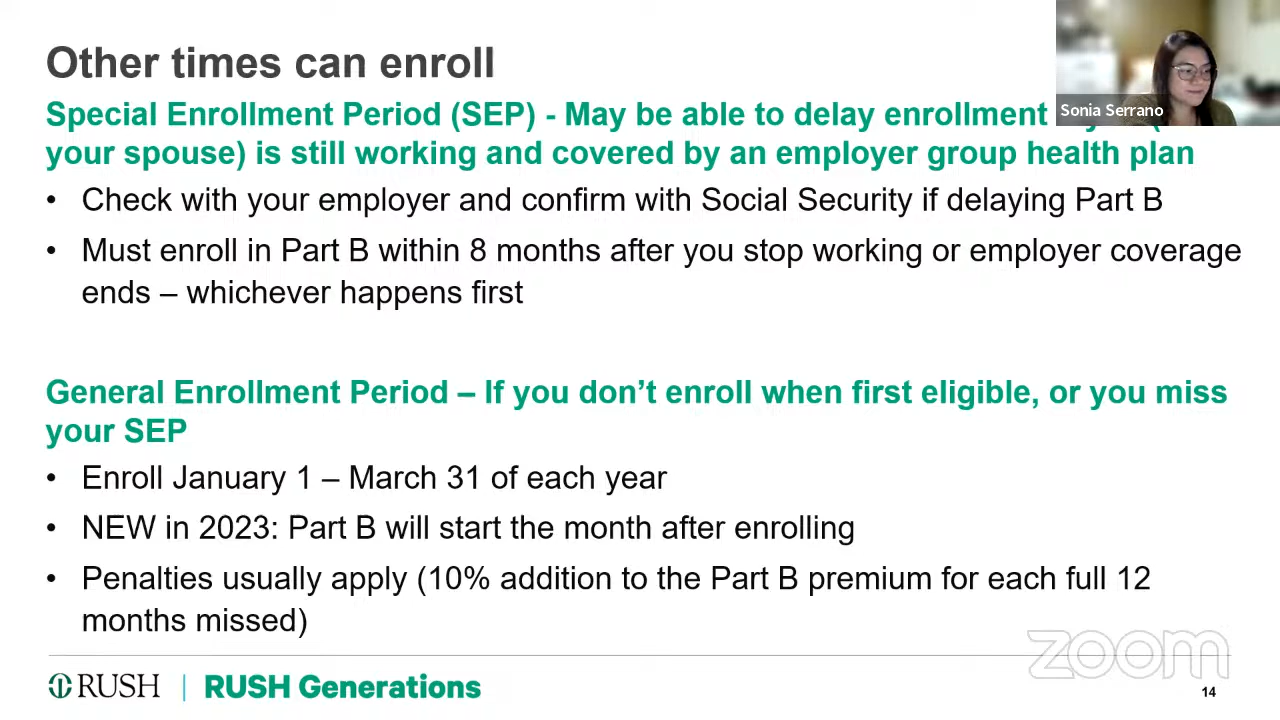 Other times can enroll
Sonia Serrano
Special Enrollment Period (SEP) - May be able to delay enrollment
your spouse) is still working and covered by an employer group health plan
• Check with your employer and confirm with Social Security if delaying Part B
• Must enroll in Part B within 8 months after you stop working or employer coverage
ends – whichever happens first
General Enrollment Period – If you don’t enroll when first eligible, or you miss
your SEP
• Enroll January 1 – March 31 of each year
• NEW in 2023: Part B will start the month after enrolling
• Penalties usually apply (10% addition to the Part B premium for each full 12
months missed)
zoom
RUSH | RUSH Generations
14